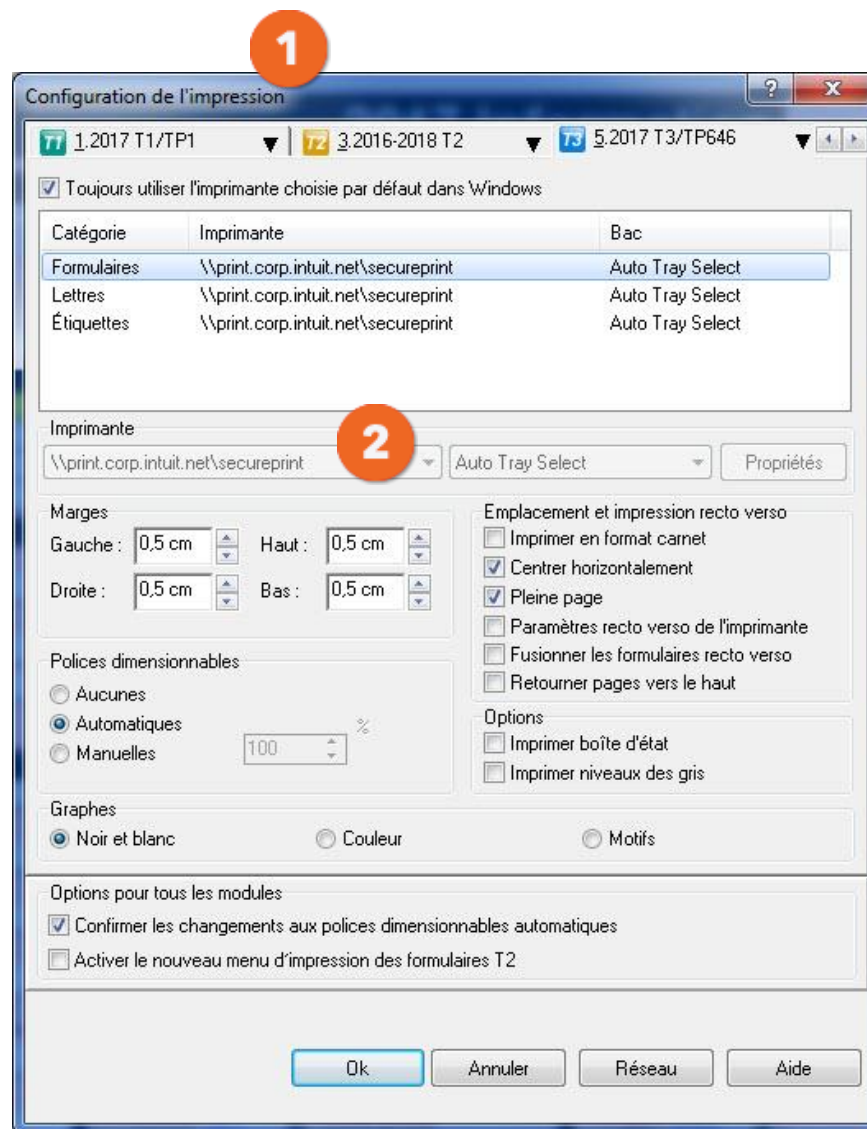 1
Configuration de l'impression
T1 1.2017 T1/TP1 T2 3.2016-2018 T2 T3 5.2017 T3/TP646
Toujours utiliser l'imprimante choisie par défaut dans Windows
Catégorie Imprimante Bac
Formulaires \\print.corp.intuit.net\secureprint Auto Tray Select
Lettres \\print.corp.intuit.net\secureprint Auto Tray Select
Étiquettes \\print.corp.intuit.net\secureprint Auto Tray Select
Imprimante
2
\\print.corp.intuit.net\secureprint Auto Tray Select Propriétés
Marges
Gauche : 0,5 cm Haut : 0,5 cm
Droite : 0,5 cm Bas : 0,5 cm
Emplacement et impression recto verso
Imprimer en format carnet
Centrer horizontalement
Pleine page
Paramètres recto verso de l'imprimante
Fusionner les formulaires recto verso
Retourner pages vers le haut
Polices dimensionnables
Aucunes
Automatiques
Manuelles 100 %
Options
Imprimer boîte d'état
Imprimer niveaux des gris
Graphes
Noir et blanc Couleur Motifs
Options pour tous les modules
Confirmer les changements aux polices dimensionnables automatiques
Activer le nouveau menu d'impression des formulaires T2
Ok Annuler Réseau Aide